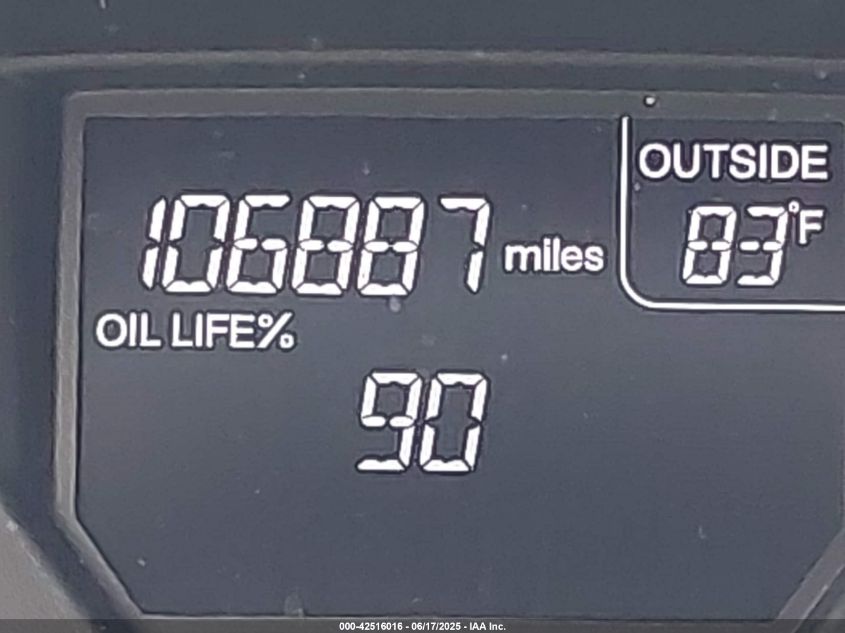 106887 miles
OUTSIDE
83°F
OIL LIFE%
90
000-42516016 - 06/17/2025 - IAA Inc.